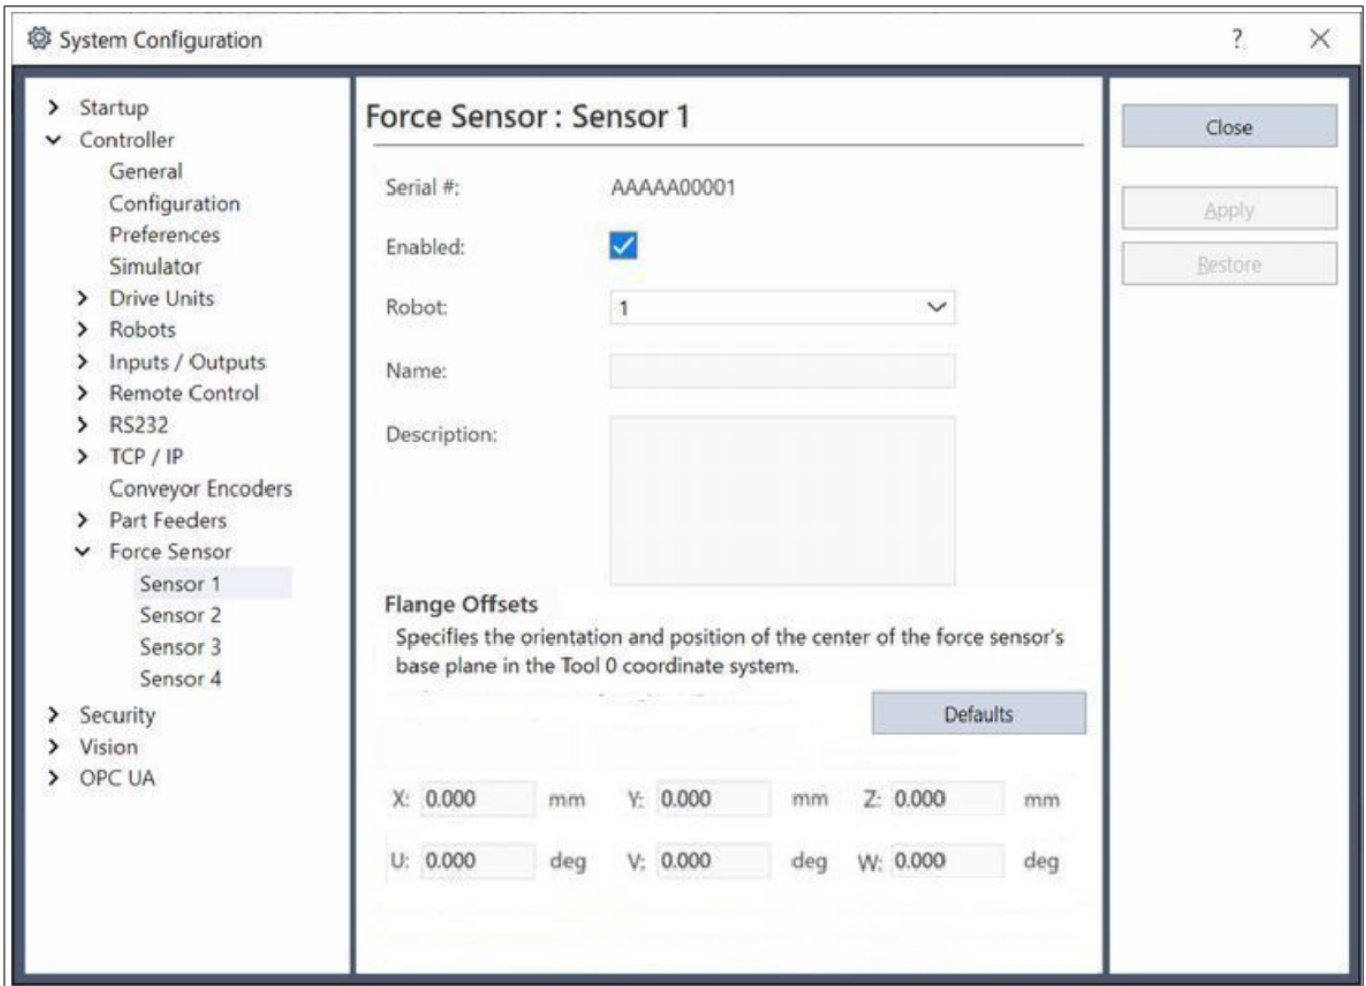 System Configuration
?
Startup
Controller
General
Configuration
Preferences
Simulator
Drive Units
Robots
Inputs / Outputs
Remote Control
RS232
TCP / IP
Conveyor Encoders
Part Feeders
Force Sensor
Sensor 1
Sensor 2
Sensor 3
Sensor 4
Security
Vision
OPC UA
Force Sensor : Sensor 1
Serial #: AAAAA00001
Enabled:
Robot: 1
Name:
Description:
Flange Offsets
Specifies the orientation and position of the center of the force sensor's
base plane in the Tool 0 coordinate system.
Defaults
X: 0.000 mm Y: 0.000 mm Z: 0.000 mm
U: 0.000 deg V: 0.000 deg W: 0.000 deg
Close
Apply
Restore